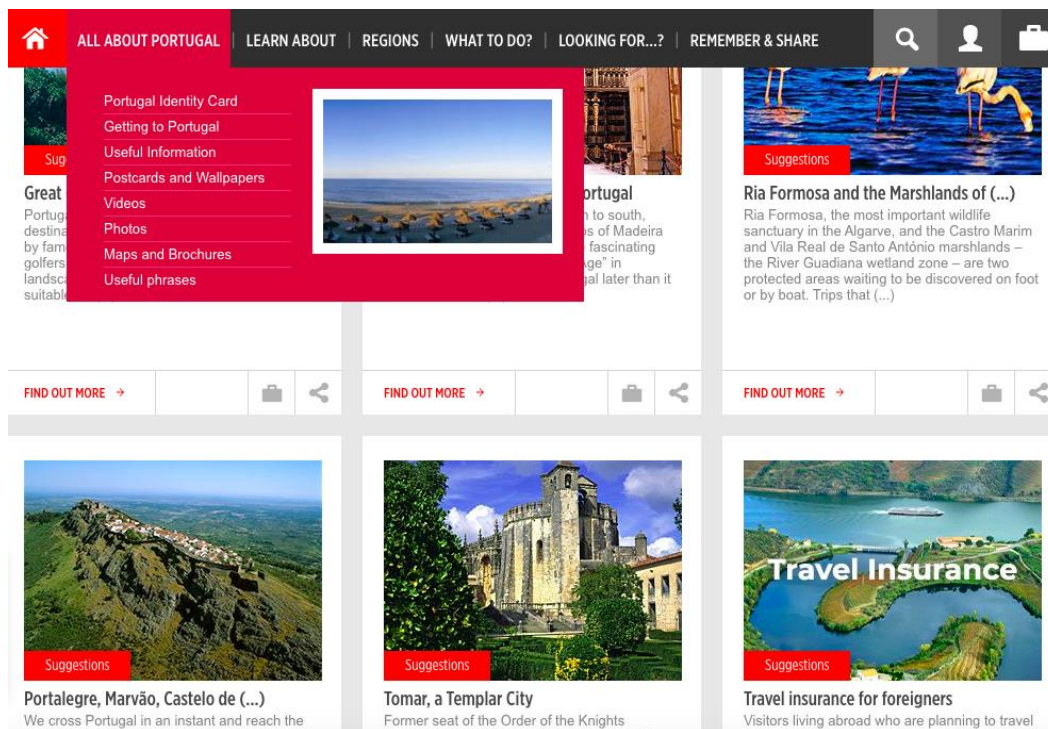 ALL ABOUT PORTUGAL | LEARN ABOUT | REGIONS | WHAT TO DO? | LOOKING FOR...? | REMEMBER & SHARE
Portugal Identity Card
Getting to Portugal
Useful Information
Postcards and Wallpapers
Videos
Photos
Maps and Brochures
Useful phrases
Great
by
suitable
ortugal
n to south,
os of Madeira
fascinating
ge" in
gal later than it
Suggestions
Ria Formosa and the Marshlands of (...)
Ria Formosa, the most important wildlife
sanctuary in the Algarve, and the Castro Marim
and Vila Real de Santo António marshlands –
the River Guadiana wetland zone – are two
protected areas waiting to be discovered on foot
or by boat. Trips that (...)
FIND OUT MORE →
FIND OUT MORE →
FIND OUT MORE →
Suggestions
Portalegre, Marvão, Castelo de (...)
We cross Portugal in an instant and reach the
Suggestions
Tomar, a Templar City
Former seat of the Order of the Knights
Travel Insurance
Suggestions
Travel insurance for foreigners
Visitors living abroad who are planning to travel